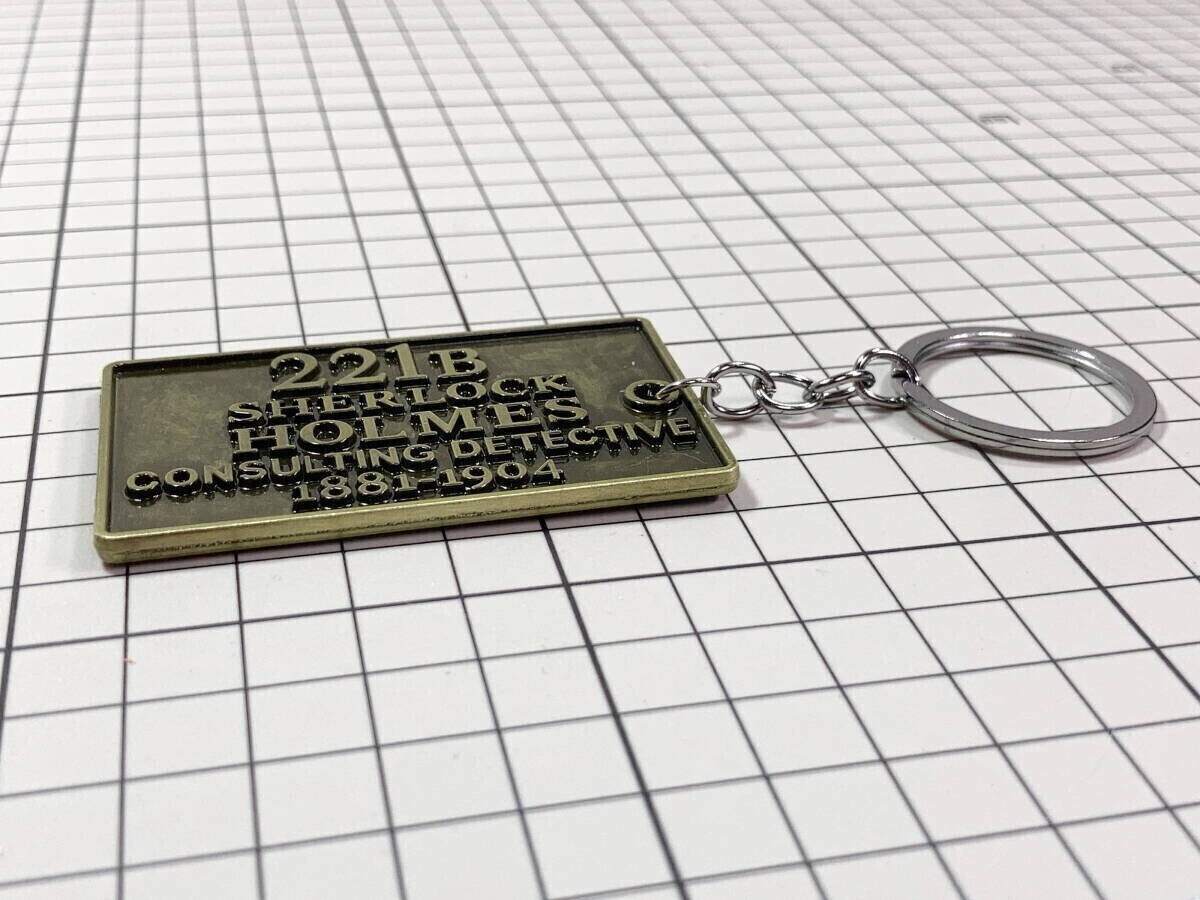 221B
SHERLOCK
HOLMES
CONSULTING DETECTIVE
1881-1904